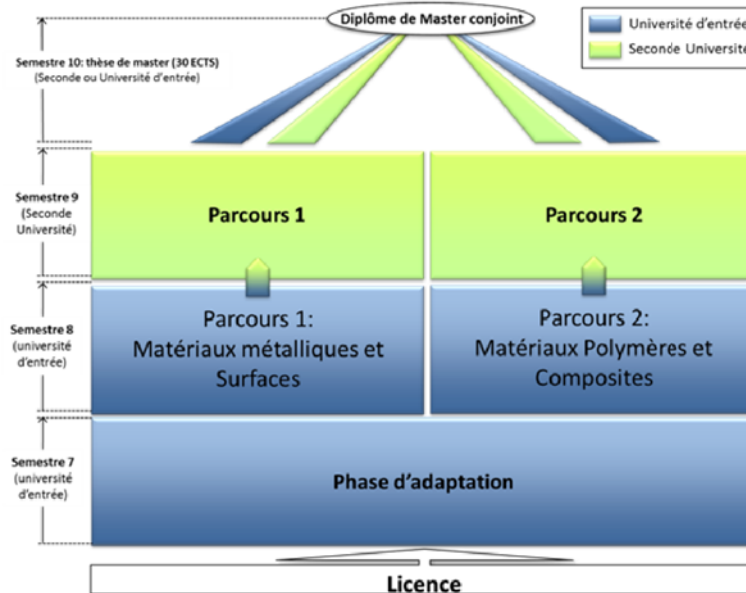 Diplôme de Master conjoint
Université d'entrée
Seconde Université
Semestre 10: thèse de master (30 ECTS)
(Seconde ou Université d'entrée)
Semestre 9
(Seconde
Université)
Parcours 1
Parcours 2
Semestre 8
(université
d'entrée)
Parcours 1:
Matériaux métalliques et
Surfaces
Parcours 2:
Matériaux Polymères et
Composites
Semestre 7
(université
d'entrée)
Phase d'adaptation
Licence